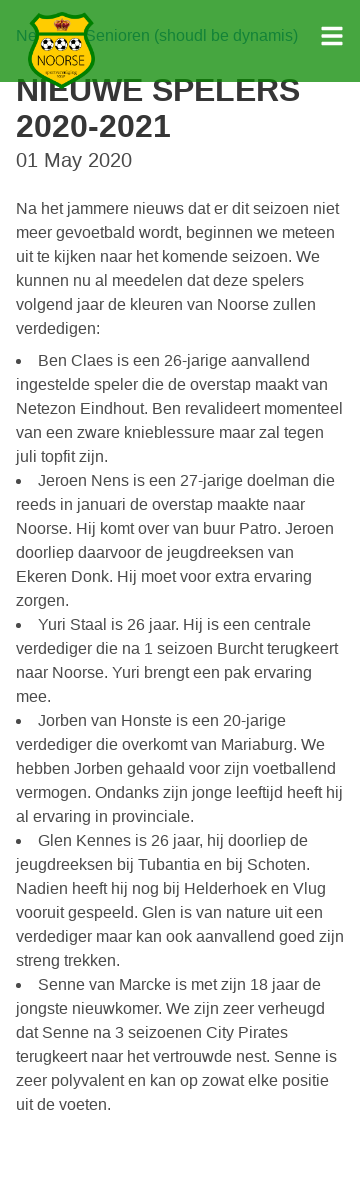 Senioren (shoudl be dynamis)
NOORSE
NIEUWE SPELERS
2020-2021
01 May 2020
Na het jammere nieuws dat er dit seizoen niet
meer gevoetbald wordt, beginnen we meteen
uit te kijken naar het komende seizoen. We
kunnen nu al meedelen dat deze spelers
volgend jaar de kleuren van Noorse zullen
verdedigen:
• Ben Claes is een 26-jarige aanvallend
ingestelde speler die de overstap maakt van
Netezon Eindhout. Ben revalideert momenteel
van een zware knieblessure maar zal tegen
juli topfit zijn.
• Jeroen Nens is een 27-jarige doelman die
reeds in januari de overstap maakte naar
Noorse. Hij komt over van buur Patro. Jeroen
doorliep daarvoor de jeugdreeksen van
Ekeren Donk. Hij moet voor extra ervaring
zorgen.
• Yuri Staal is 26 jaar. Hij is een centrale
verdediger die na 1 seizoen Burcht terugkeert
naar Noorse. Yuri brengt een pak ervaring
mee.
• Jorben van Honste is een 20-jarige
verdediger die overkomt van Mariaburg. We
hebben Jorben gehaald voor zijn voetballend
vermogen. Ondanks zijn jonge leeftijd heeft hij
al ervaring in provinciale.
• Glen Kennes is 26 jaar, hij doorliep de
jeugdreeksen bij Tubantia en bij Schoten.
Nadien heeft hij nog bij Helderhoek en Vlug
vooruit gespeeld. Glen is van nature uit een
verdediger maar kan ook aanvallend goed zijn
streng trekken.
• Senne van Marcke is met zijn 18 jaar de
jongste nieuwkomer. We zijn zeer verheugd
dat Senne na 3 seizoenen City Pirates
terugkeert naar het vertrouwde nest. Senne is
zeer polyvalent en kan op zowat elke positie
uit de voeten.